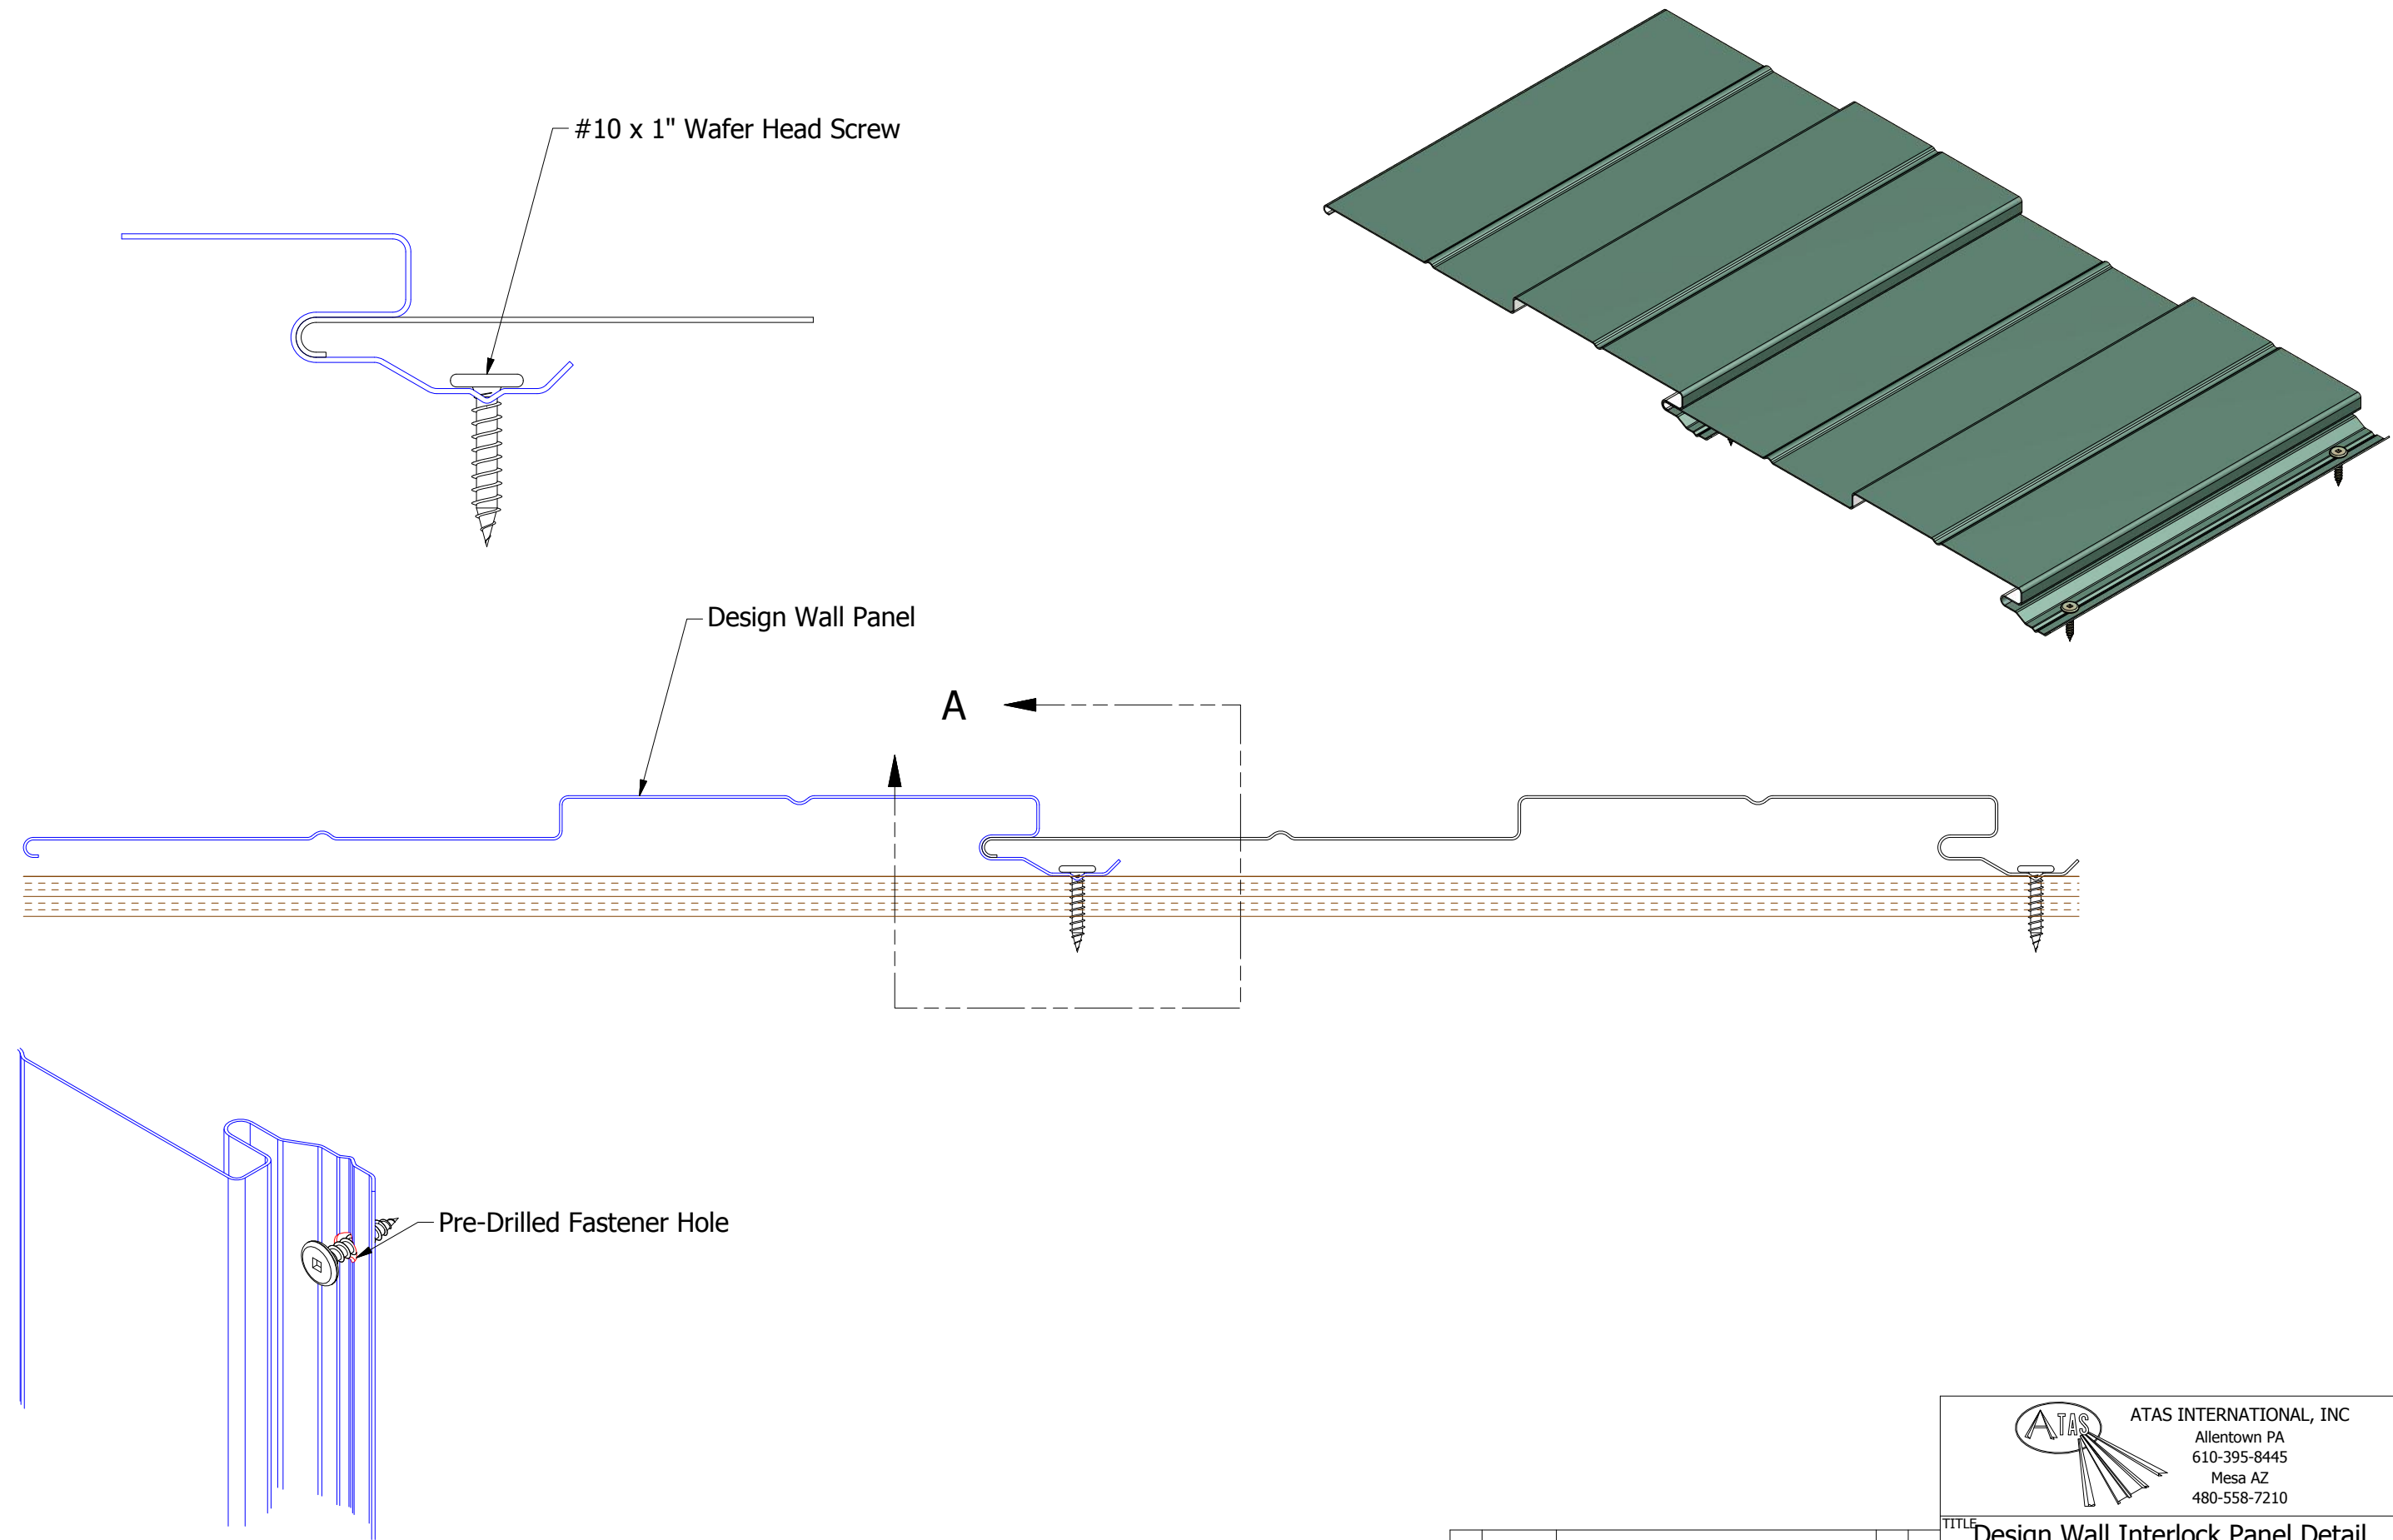 #10 x 1" Wafer Head Screw
Design Wall Panel
A
Pre-Drilled Fastener Hole
ATAS
ATAS INTERNATIONAL, INC
Allentown PA
610-395-8445
Mesa AZ
480-558-7210
TITLE
Design Wall Interlock Panel Detail